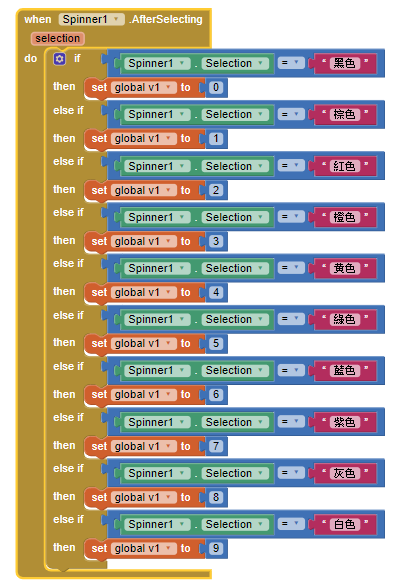 when Spinner1 .AfterSelecting
selection
do if Spinner1 . Selection = " 黑色 "
then set global v1 to 0
else if Spinner1 . Selection = " 棕色 "
then set global v1 to 1
else if Spinner1 . Selection = " 紅色 "
then set global v1 to 2
else if Spinner1 . Selection = " 橙色 "
then set global v1 to 3
else if Spinner1 . Selection = " 黃色 "
then set global v1 to 4
else if Spinner1 . Selection = " 綠色 "
then set global v1 to 5
else if Spinner1 . Selection = " 藍色 "
then set global v1 to 6
else if Spinner1 . Selection = " 紫色 "
then set global v1 to 7
else if Spinner1 . Selection = " 灰色 "
then set global v1 to 8
else if Spinner1 . Selection = " 白色 "
then set global v1 to 9